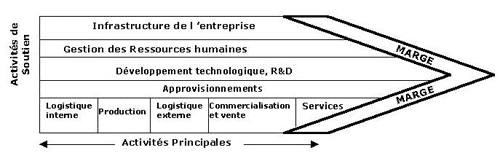 Activités de
Soutien
Infrastructure de l 'entreprise
Gestion des Ressources humaines
Développement technologique, R&D
Approvisionnements
Logistique
interne
Production
Logistique
externe
Commercialisation
et vente
Services
MARGE
MARGE
Activités Principales